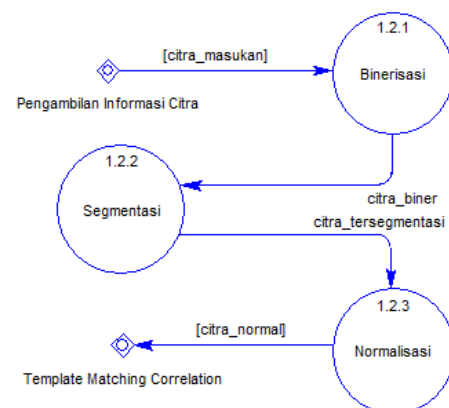 1.2.1
[citra_masukan]
Binerisasi
Pengambilan Informasi Citra
1.2.2
Segmentasi
citra_biner
citra_tersegmentasi
1.2.3
[citra_normal]
Normalisasi
Template Matching Correlation